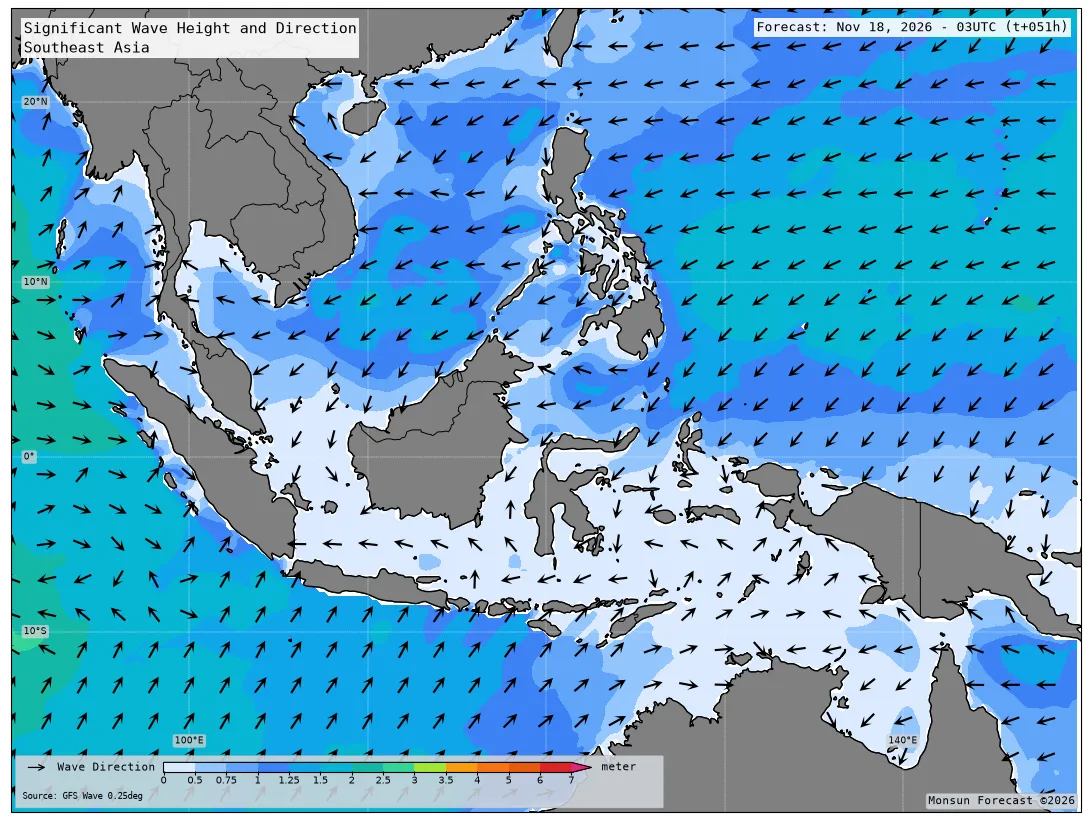 Significant Wave Height and Direction
Southeast Asia
Forecast: Nov 18, 2026 - 03UTC (t+051h)
20°N
10°N
0°
10°S
100°E
140°E
Wave Direction
meter
0 0.5 0.75 1 1.25 1.5 2 2.5 3 3.5 4 5 6 7
Source: GFS Wave 0.25deg
Monsun Forecast ©2026